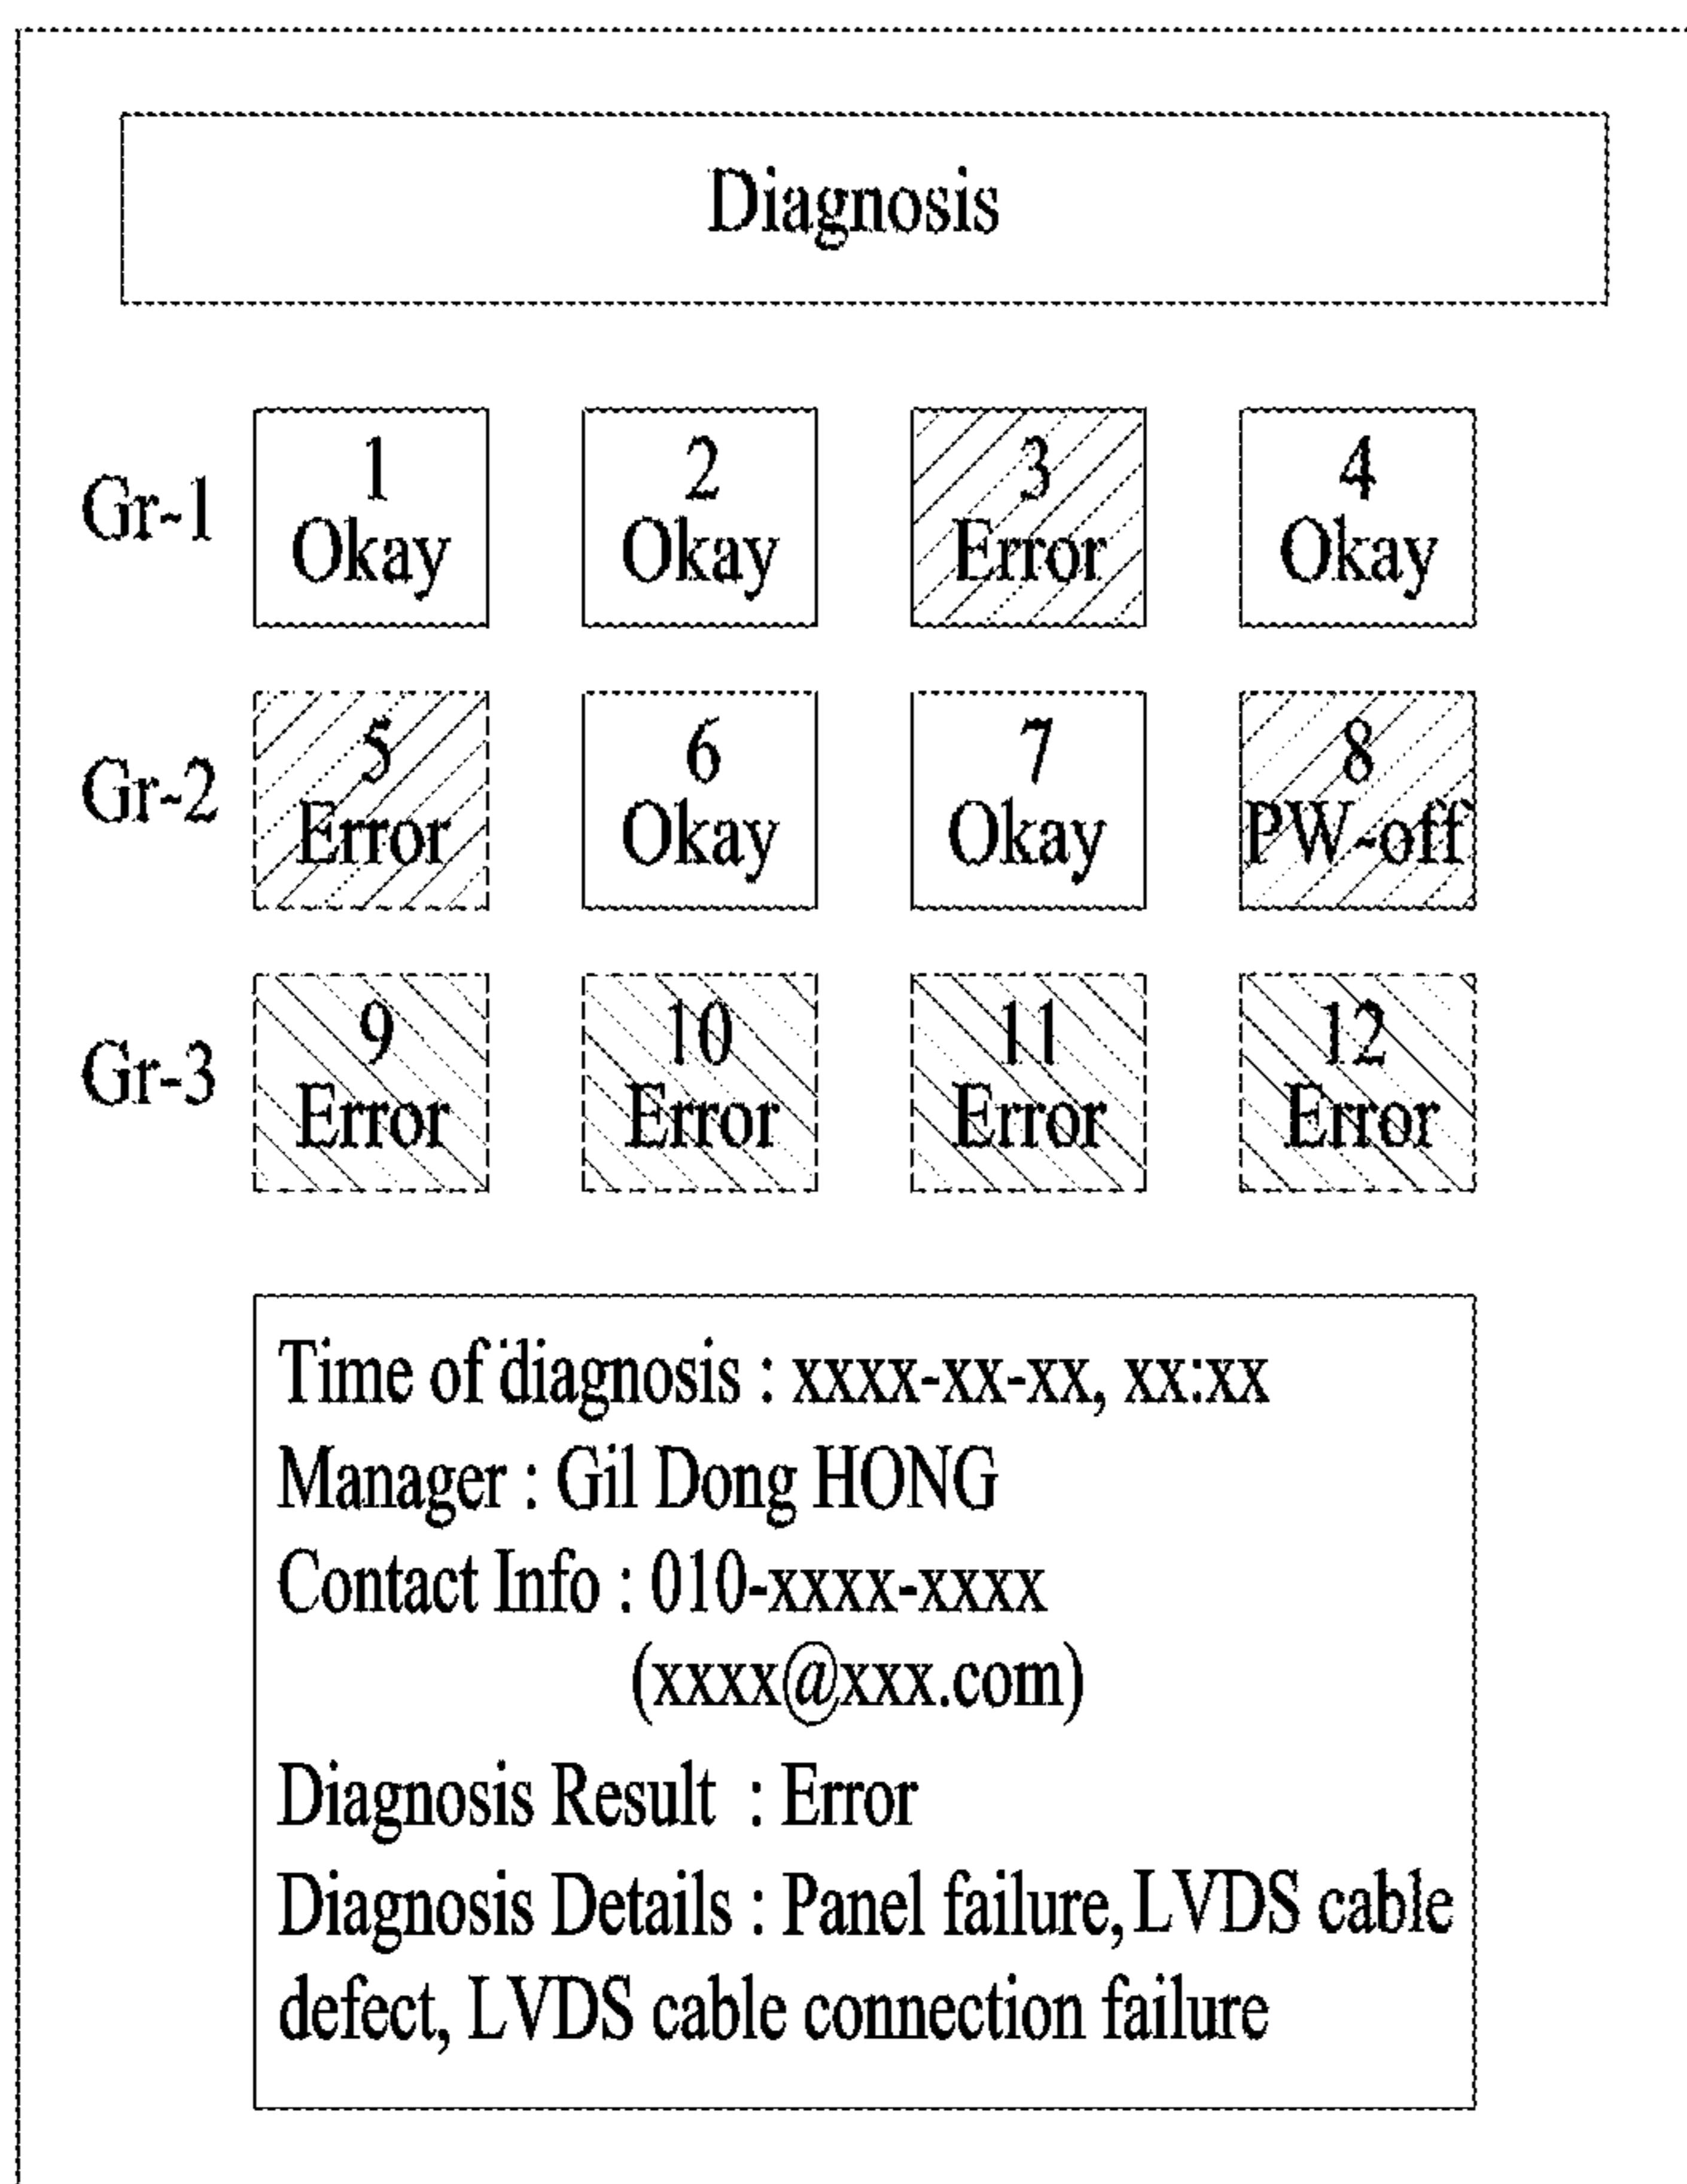 Diagnosis
Gr-1
1
Okay
2
Okay
3
Error
4
Okay
Gr-2
5
Error
6
Okay
7
Okay
8
PW-off
Gr-3
9
Error
10
Error
11
Error
12
Error
Time of diagnosis : xxxx-xx-xx, xx:xx
Manager : Gil Dong HONG
Contact Info : 010-xxxx-xxxx
(xxxx@xxx.com)
Diagnosis Result : Error
Diagnosis Details : Panel failure, LVDS cable
defect, LVDS cable connection failure